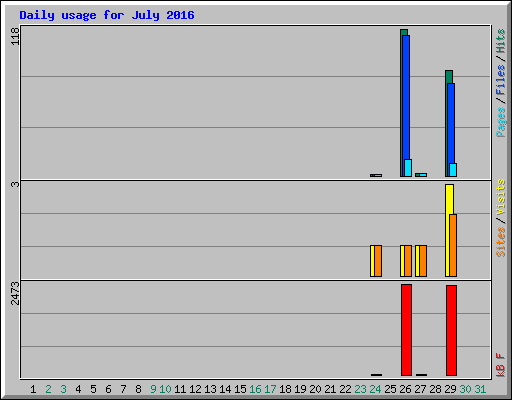 Daily usage for July 2016
118
3
2473
Pages/Files/Hits
Sites/Visits
kB F
1 2 3 4 5 6 7 8 9 10 11 12 13 14 15 16 17 18 19 20 21 22 23 24 25 26 27 28 29 30 31